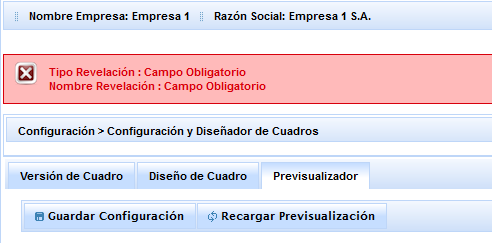 Nombre Empresa: Empresa 1 Razón Social: Empresa 1 S.A.
Tipo Revelación : Campo Obligatorio
Nombre Revelación : Campo Obligatorio
Configuración > Configuración y Diseñador de Cuadros
Versión de Cuadro Diseño de Cuadro Previsualizador
Guardar Configuración Recargar Previsualización